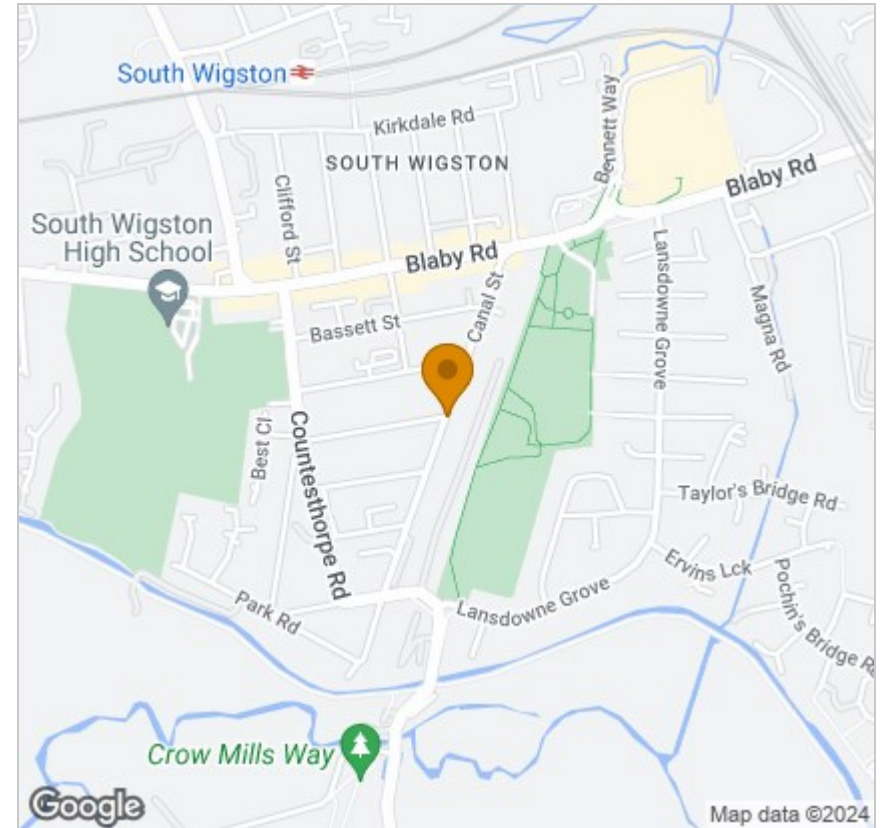 South Wigston
Kirkdale Rd
Bennett Way
SOUTH WIGSTON
Blaby Rd
Clifford St
South Wigston
High School
Blaby Rd
Canal St
Lansdowne Grove
Magna Rd
Bassett St
Best Cl
Countesthorpe Rd
Taylor's Bridge Rd
Ervins Lck
Pochin's Bridge Rd
Park Rd
Lansdowne Grove
Crow Mills Way
Google
Map data ©2024